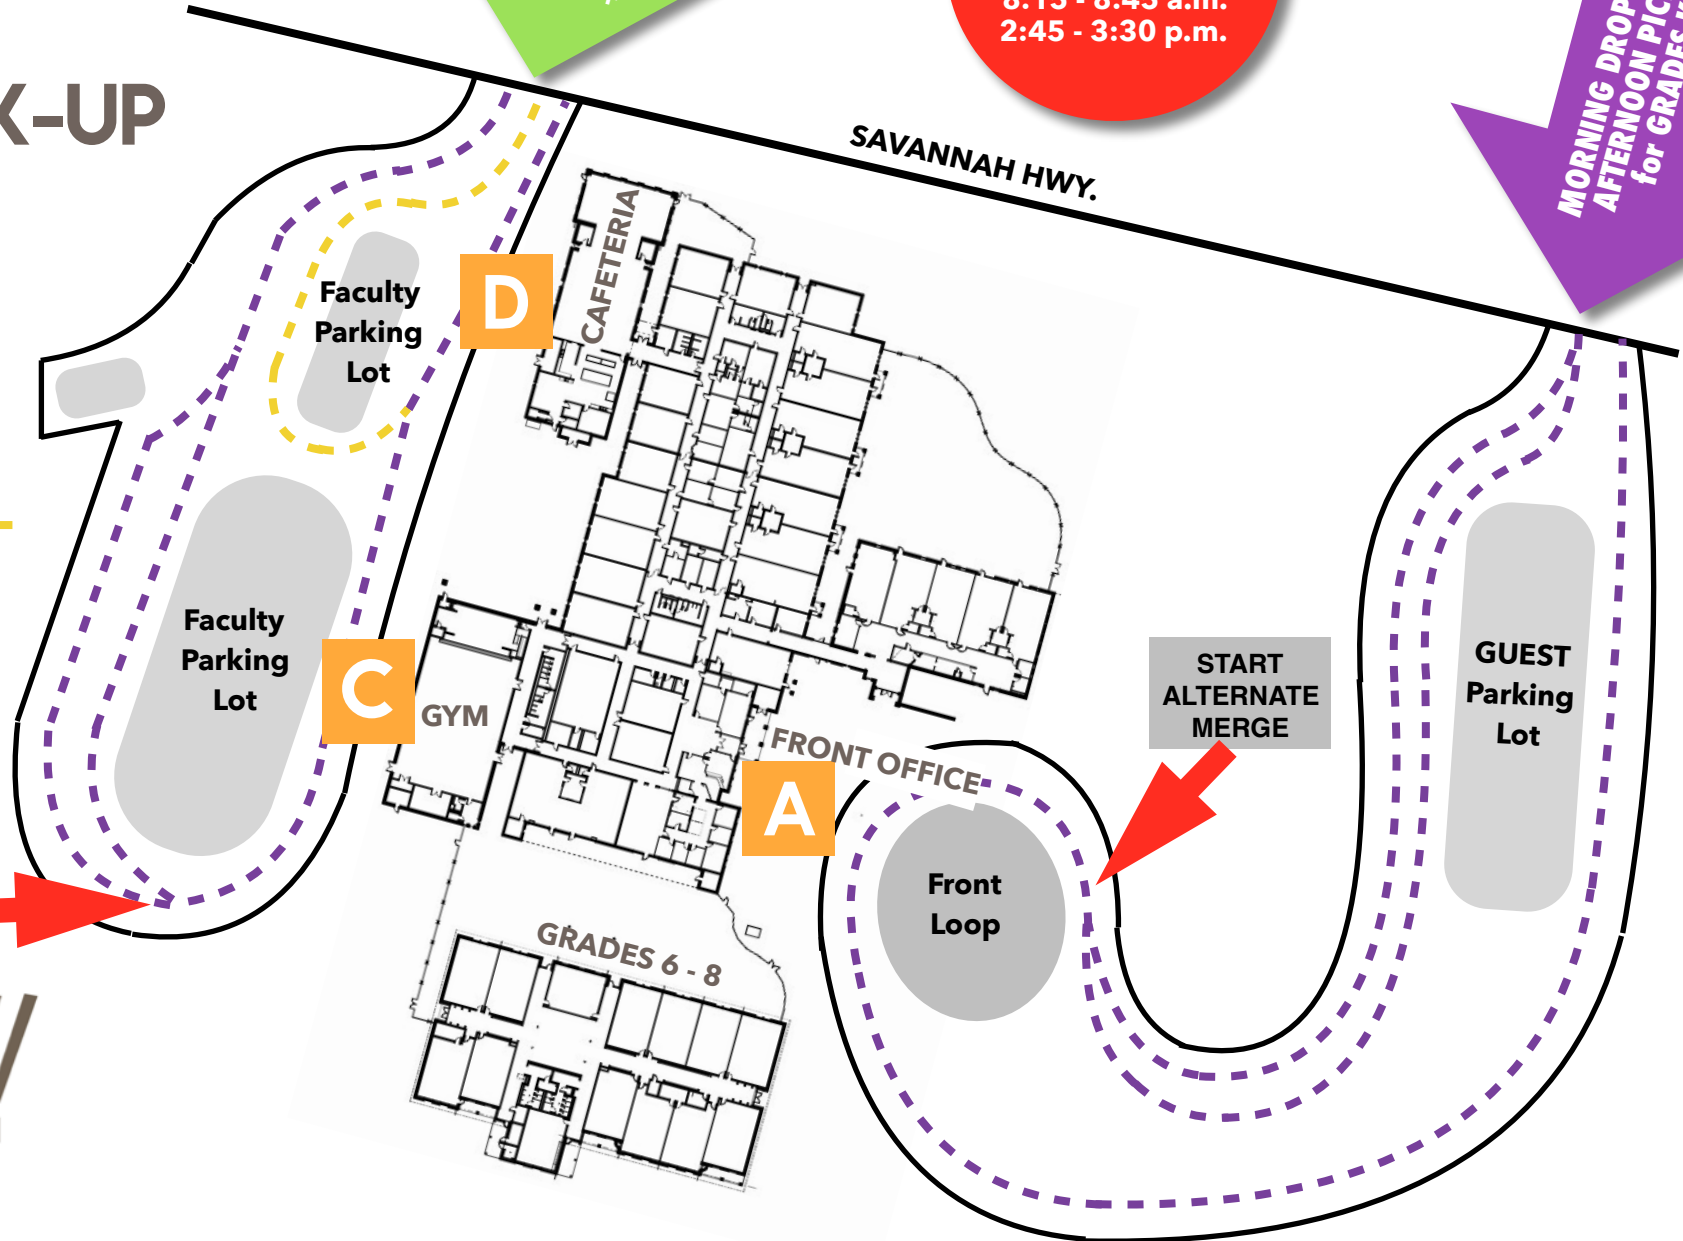 2:45 - 3:30 p.m.
MORNING DROP
AFTERNOON PIC
for GRADES
K-UP
SAVANNAH HWY.
CAFETERIA
D
Faculty
Parking
Lot
Faculty
Parking
Lot
C
GYM
START
ALTERNATE
MERGE
GUEST
Parking
Lot
FRONT OFFICE
A
Front
Loop
GRADES 6 - 8